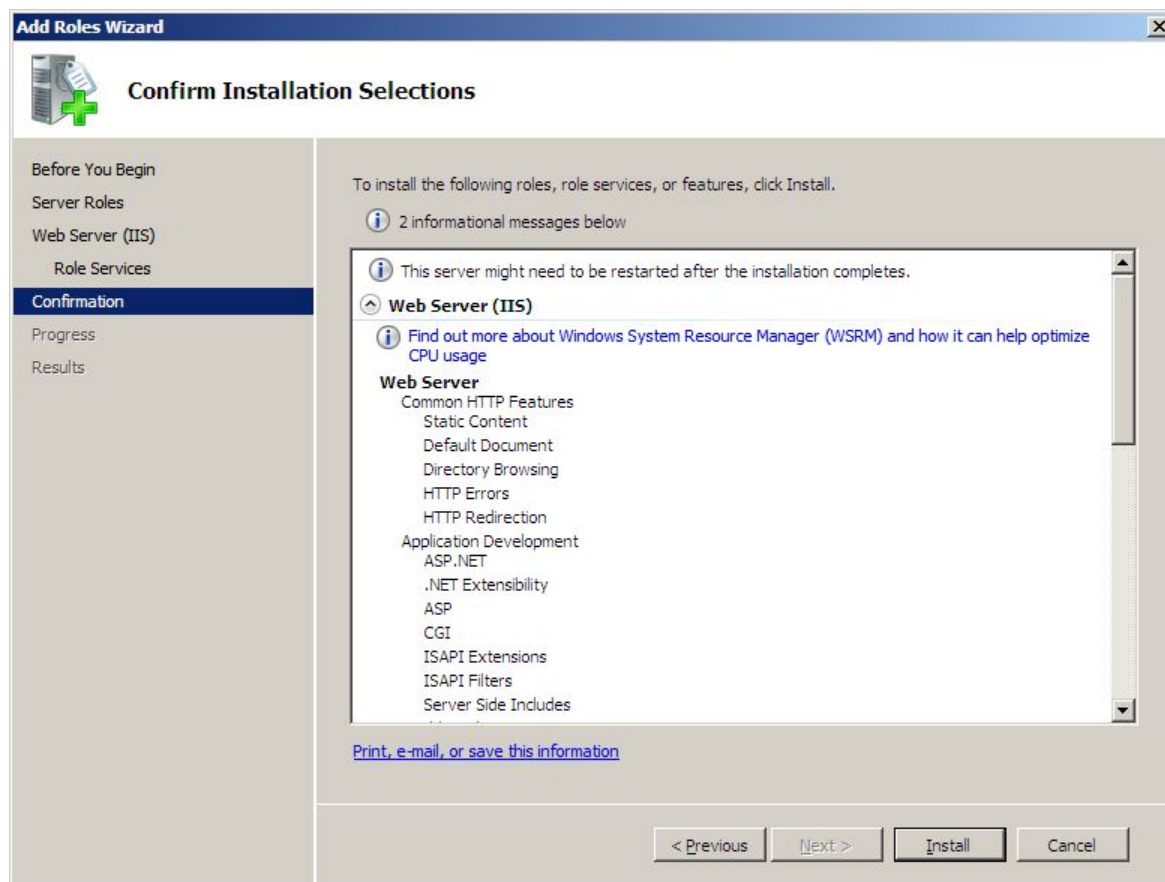 Add Roles Wizard
Confirm Installation Selections
Before You Begin
Server Roles
Web Server (IIS)
Role Services
Confirmation
Progress
Results
To install the following roles, role services, or features, click Install.
2 informational messages below
This server might need to be restarted after the installation completes.
Web Server (IIS)
Find out more about Windows System Resource Manager (WSRM) and how it can help optimize
CPU usage
Web Server
Common HTTP Features
Static Content
Default Document
Directory Browsing
HTTP Errors
HTTP Redirection
Application Development
ASP.NET
.NET Extensibility
ASP
CGI
ISAPI Extensions
ISAPI Filters
Server Side Includes
Print, e-mail, or save this information
< Previous
Next >
Install
Cancel